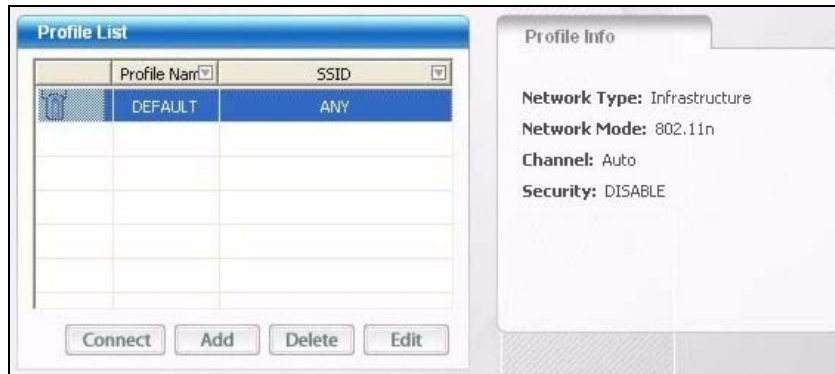 Profile List
Profile Nam SSID
DEFAULT ANY
Connect Add Delete Edit
Profile Info
Network Type: Infrastructure
Network Mode: 802.11n
Channel: Auto
Security: DISABLE